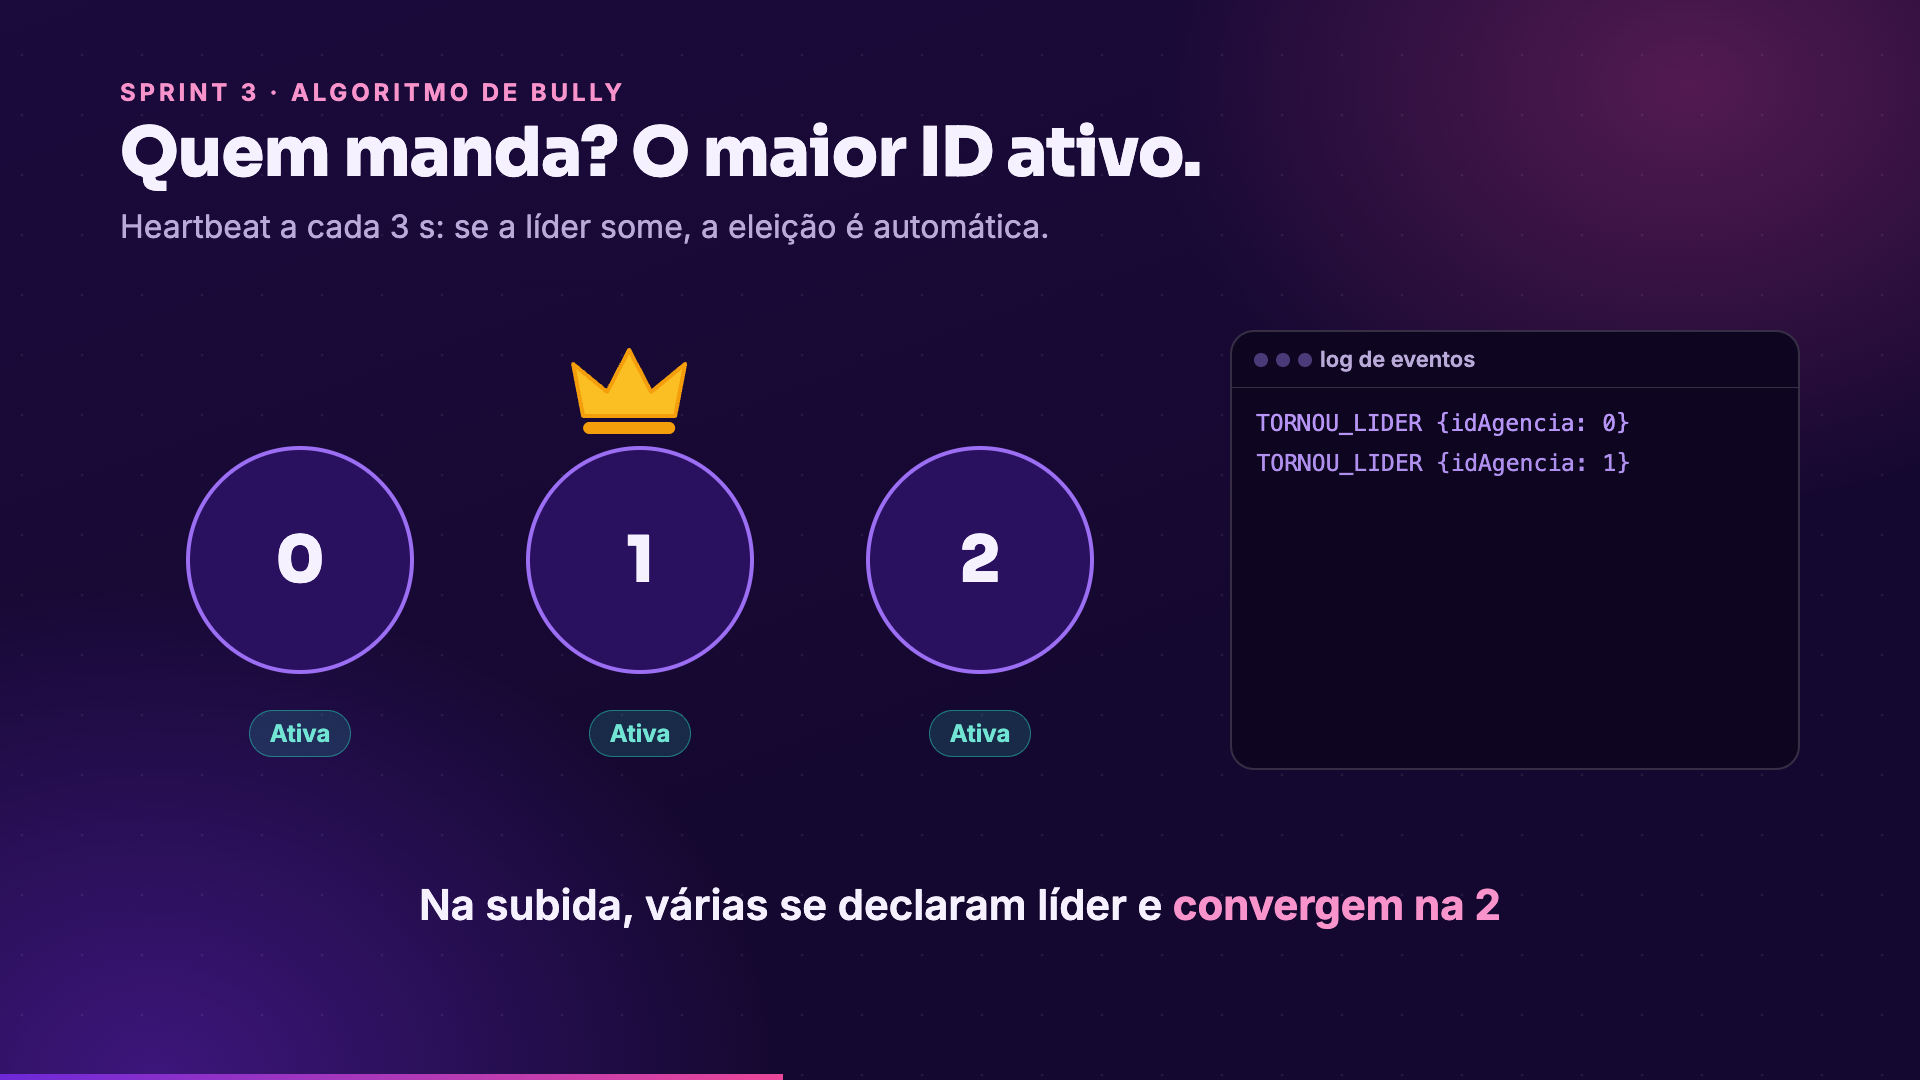 SPRINT 3 · ALGORITMO DE BULLY
Quem manda? O maior ID ativo.
Heartbeat a cada 3 s: se a líder some, a eleição é automática.
0
1
2
Ativa
Ativa
Ativa
log de eventos
TORNOU_LIDER {idAgencia: 0}
TORNOU_LIDER {idAgencia: 1}
Na subida, várias se declaram líder e convergem na 2